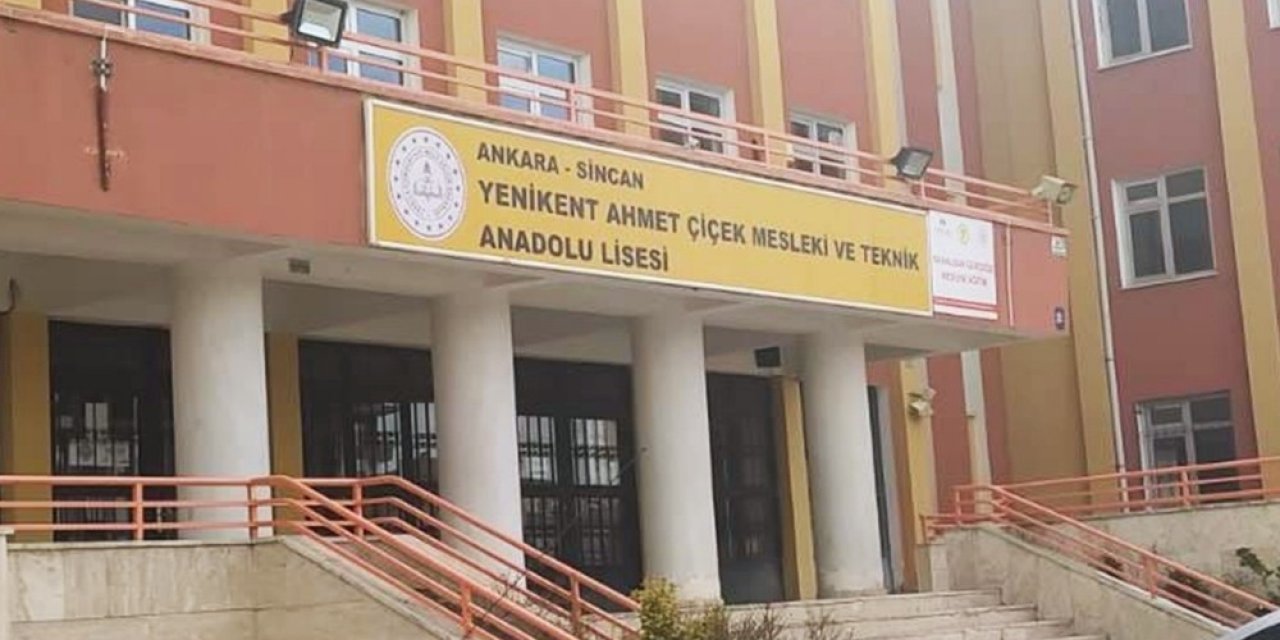 ANKARA - SİNCAN
YENİKENT AHMET ÇİÇEK MESLEKİ VE TEKNİK
ANADOLU LİSESİ